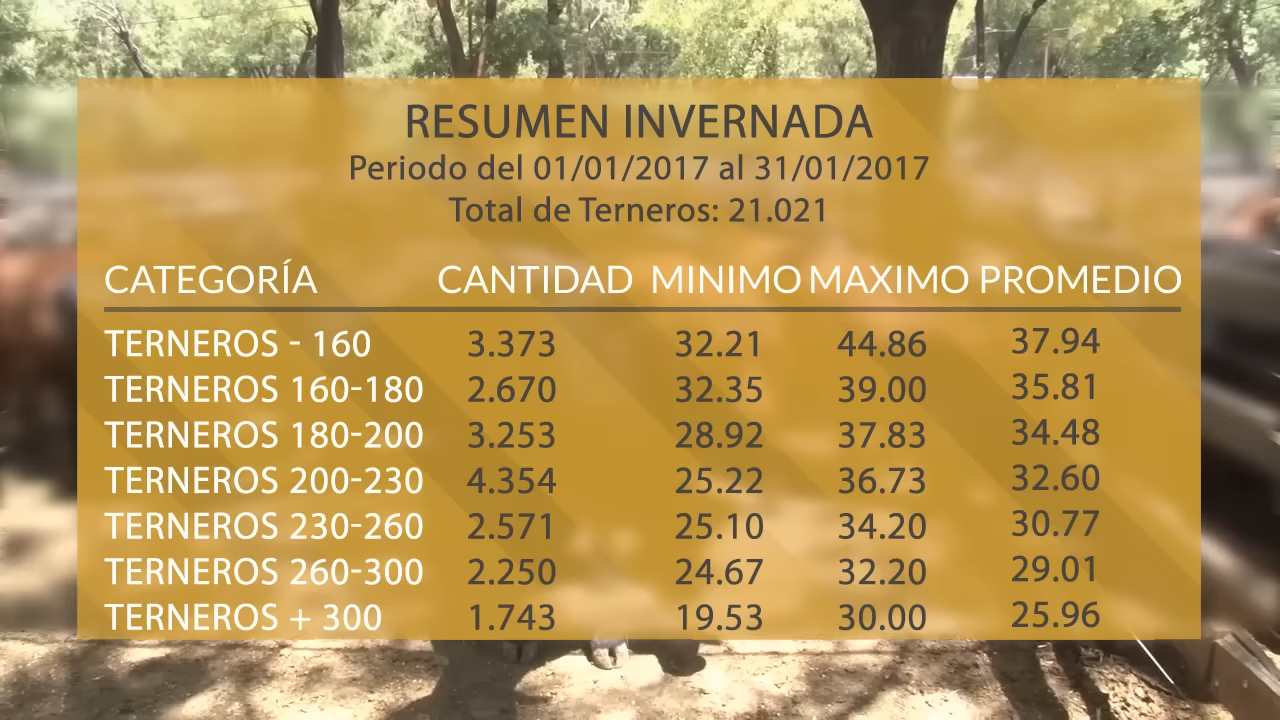 RESUMEN INVERNADA
Periodo del 01/01/2017 al 31/01/2017
Total de Terneros: 21.021
CATEGORÍA CANTIDAD MINIMO MAXIMO PROMEDIO
TERNEROS - 160 3.373 32.21 44.86 37.94
TERNEROS 160-180 2.670 32.35 39.00 35.81
TERNEROS 180-200 3.253 28.92 37.83 34.48
TERNEROS 200-230 4.354 25.22 36.73 32.60
TERNEROS 230-260 2.571 25.10 34.20 30.77
TERNEROS 260-300 2.250 24.67 32.20 29.01
TERNEROS + 300 1.743 19.53 30.00 25.96